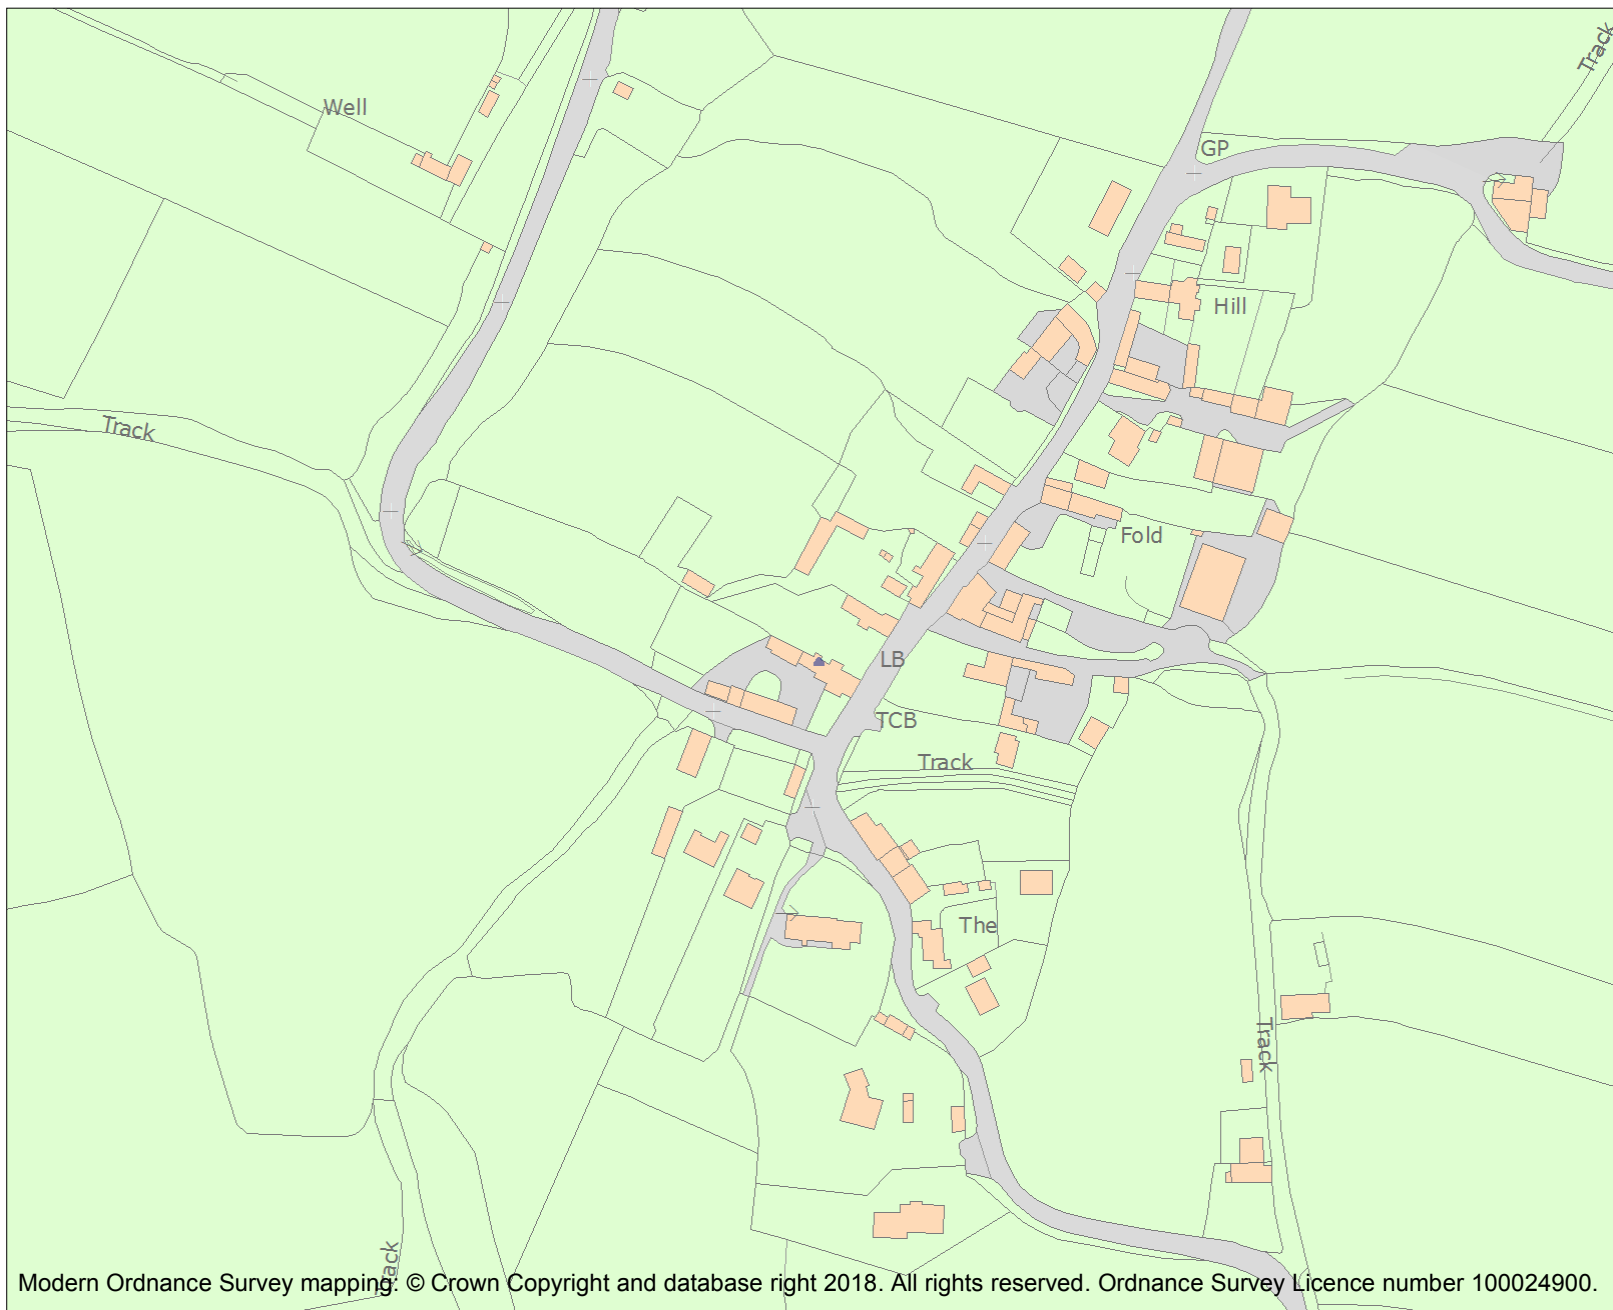 Track
Well
GP
Hill
Track
Fold
LB
TCB
Track
The
Track
Track
Modern Ordnance Survey mapping: © Crown Copyright and database right 2018. All rights reserved. Ordnance Survey Licence number 100024900.